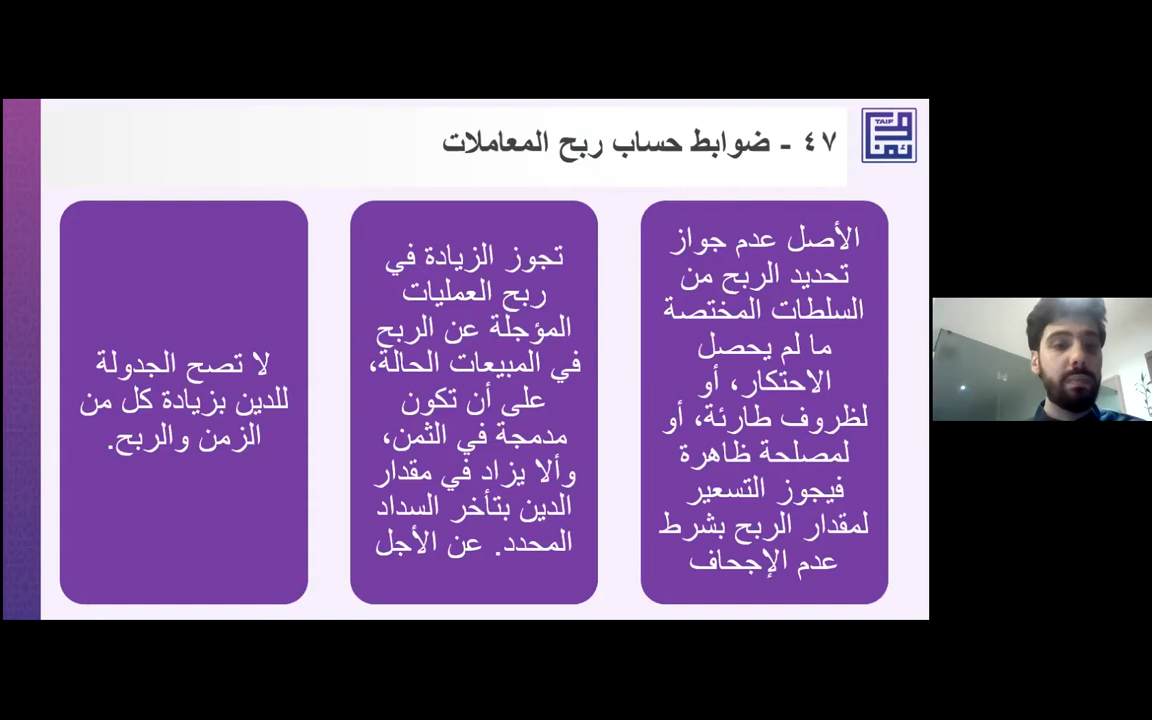 ٤٧ - ضوابط حساب ربح المعاملات
TAIF
الأصل عدم جواز
تحديد الربح من
السلطات المختصة
ما لم يحصل
الاحتكار، أو
لظروف طارئة، أو
لمصلحة ظاهرة
فيجوز التسعير
لمقدار الربح بشرط
عدم الإجحاف
تجوز الزيادة في
ربح العمليات
المؤجلة عن الربح
في المبيعات الحالة،
على أن تكون
مدمجة في الثمن،
وألا يزاد في مقدار
الدين بتأخر السداد
المحدد. عن الأجل
لا تصح الجدولة
للدين بزيادة كل من
الزمن والربح.